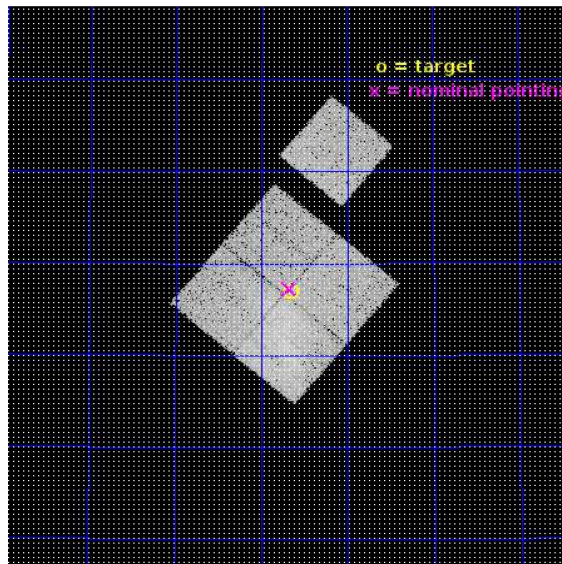 o = target
x = nominal pointing